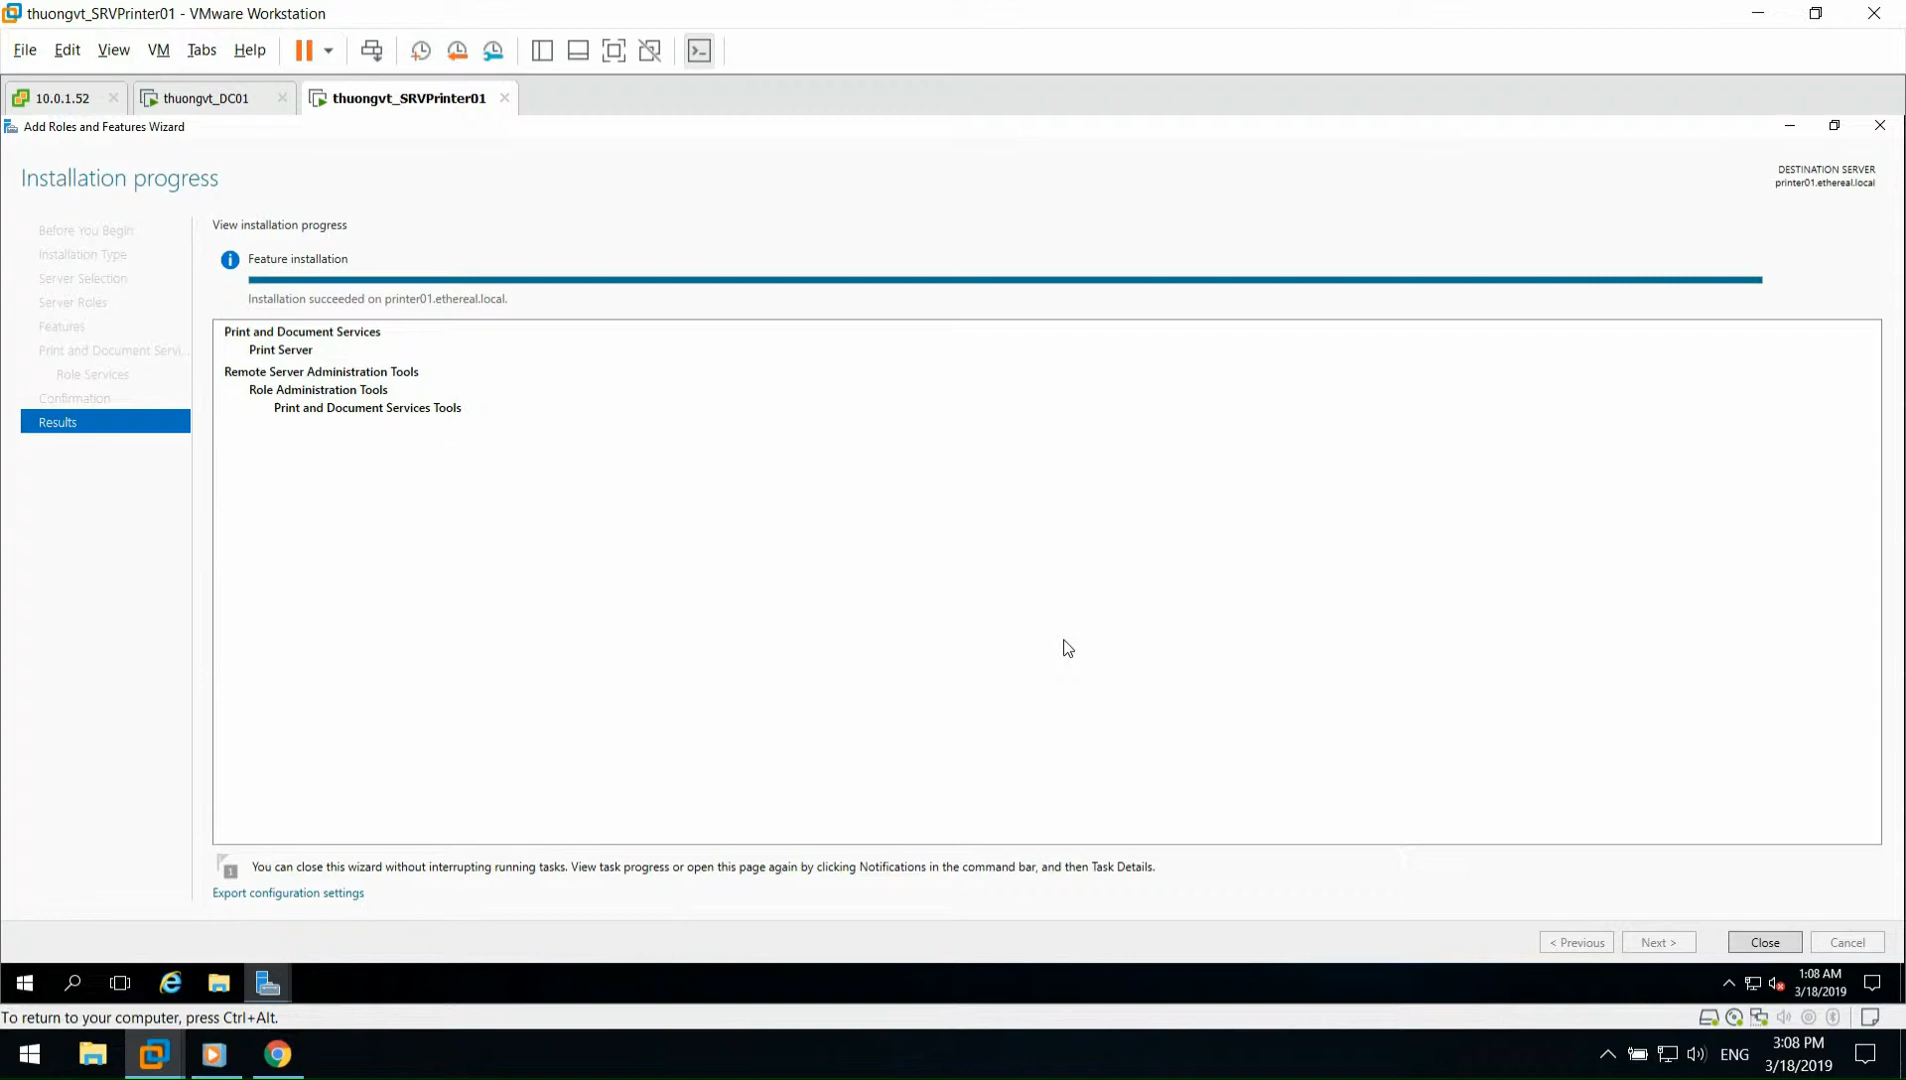 thuongvt_SRVPrinter01 - VMware Workstation
File Edit View VM Tabs Help
10.0.1.52 thuongvt_DC01 thuongvt_SRVPrinter01
Add Roles and Features Wizard
Installation progress
DESTINATION SERVER
printer01.ethereal.local
Before You Begin
Installation Type
Server Selection
Server Roles
Features
Print and Document Servi...
Role Services
Confirmation
Results
View installation progress
Feature installation
Installation succeeded on printer01.ethereal.local.
Print and Document Services
Print Server
Remote Server Administration Tools
Role Administration Tools
Print and Document Services Tools
1
You can close this wizard without interrupting running tasks. View task progress or open this page again by clicking Notifications in the command bar, and then Task Details.
Export configuration settings
< Previous Next > Close Cancel
1:08 AM
3/18/2019
To return to your computer, press Ctrl+Alt.
ENG
3:08 PM
3/18/2019